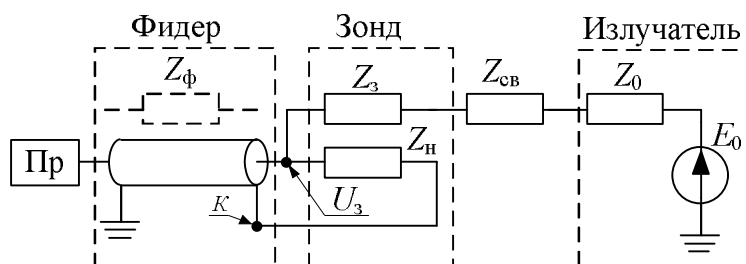 Фидер
Зонд
Излучатель
Zф
Zз
Zсв
Z0
Пр
Zн
E0
К
Uз